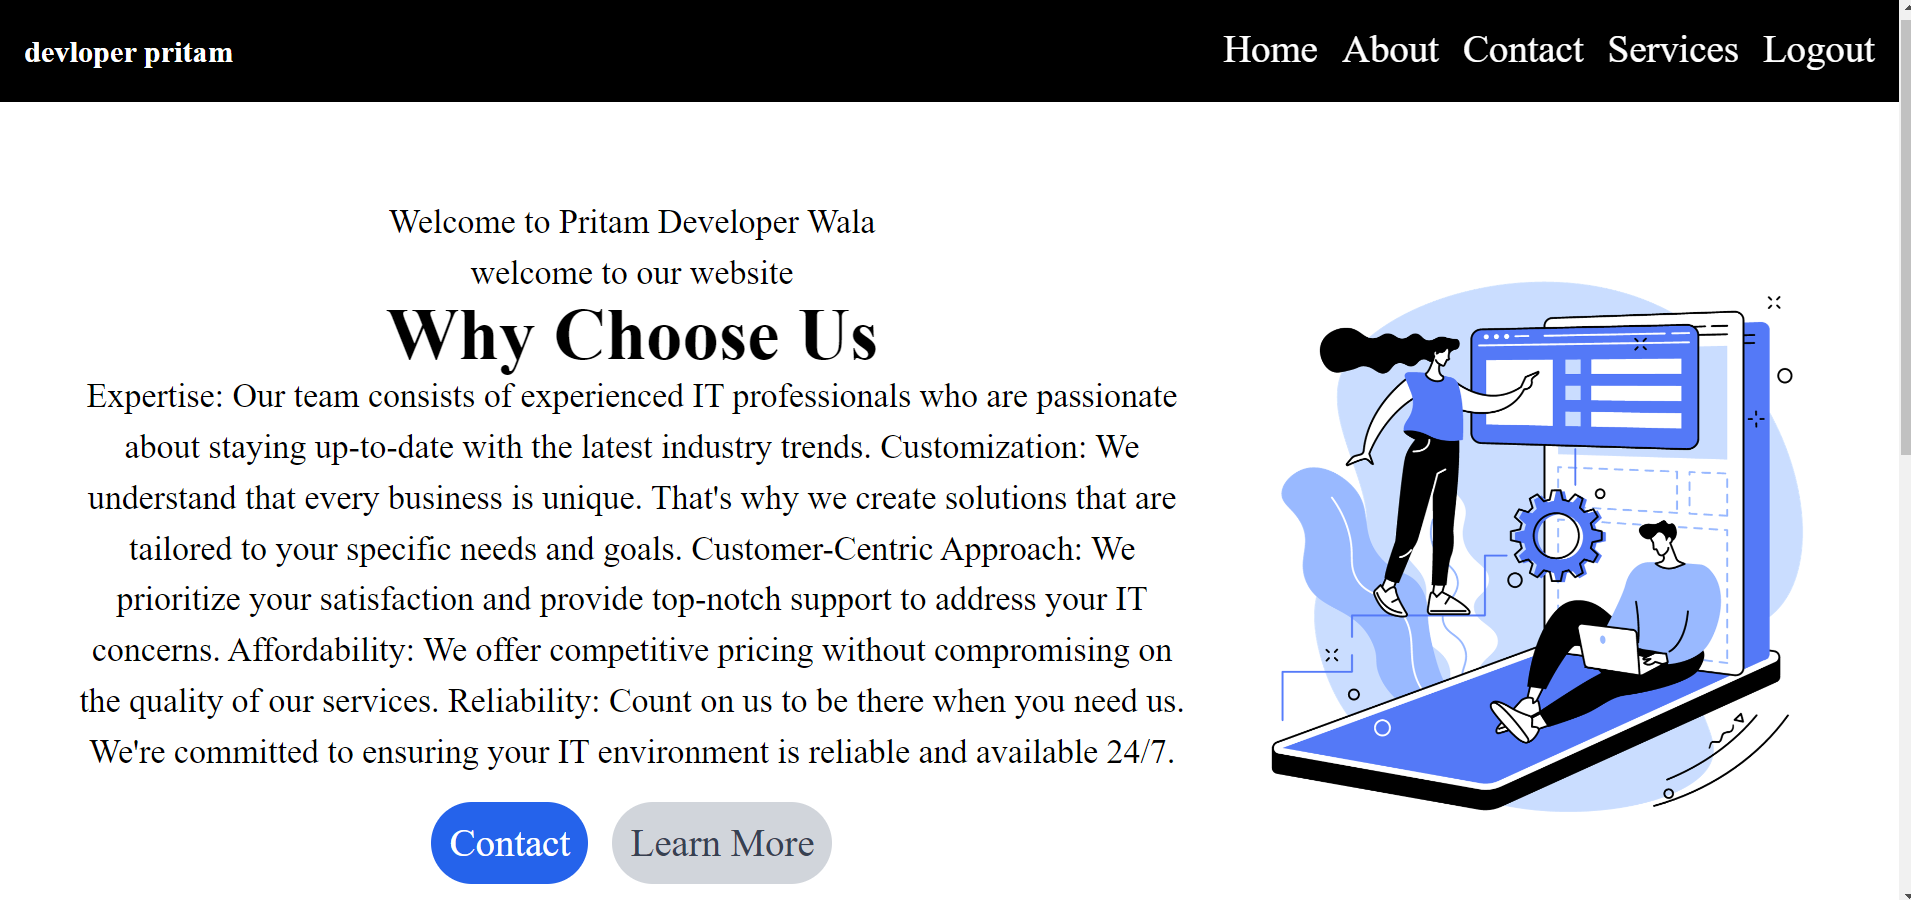 devloper pritam
Home About Contact Services Logout
Welcome to Pritam Developer Wala
welcome to our website
Why Choose Us
Expertise: Our team consists of experienced IT professionals who are passionate
about staying up-to-date with the latest industry trends. Customization: We
understand that every business is unique. That's why we create solutions that are
tailored to your specific needs and goals. Customer-Centric Approach: We
prioritize your satisfaction and provide top-notch support to address your IT
concerns. Affordability: We offer competitive pricing without compromising on
the quality of our services. Reliability: Count on us to be there when you need us.
We're committed to ensuring your IT environment is reliable and available 24/7.
Contact Learn More